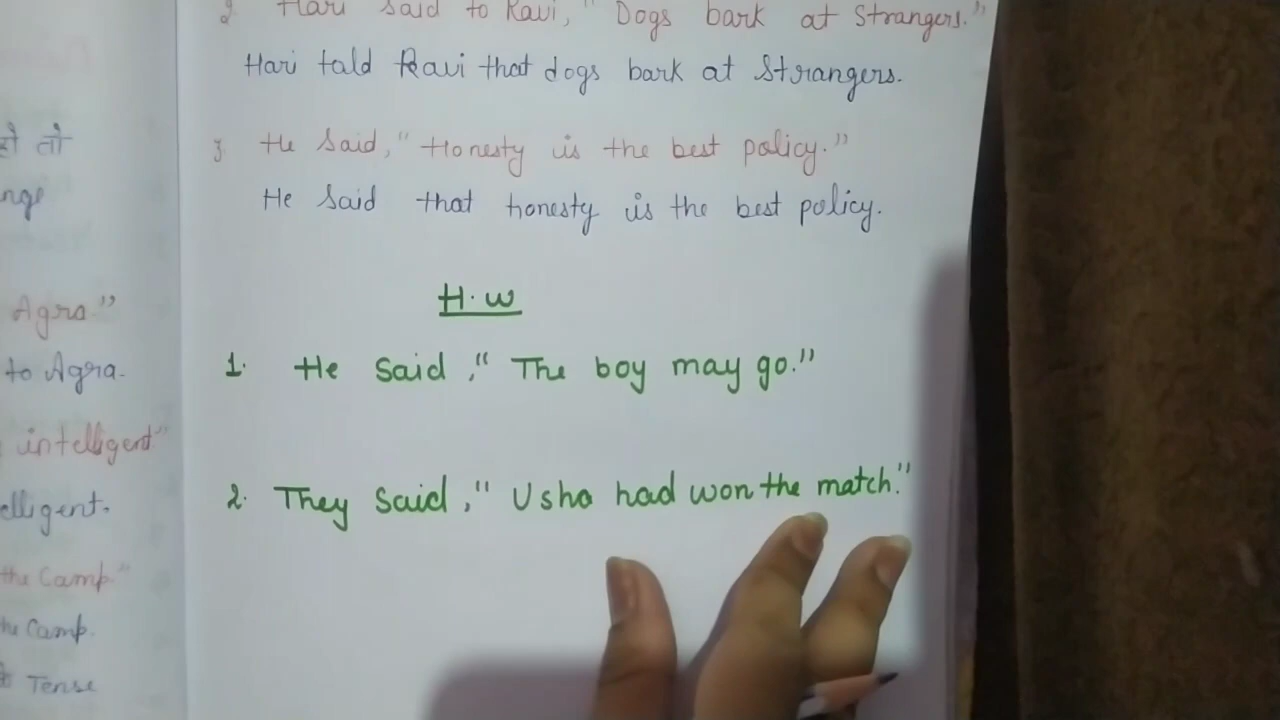 2 Hari said to Ravi, "Dogs bark at Strangers."
Hari told Ravi that dogs bark at Strangers.
3 He Said, "Honesty is the best policy."
He Said that honesty is the best policy.
H.W
1. He Said, "The boy may go."
2. They Said, "Usha had won the match."
हो तो
Agra"
to Agra.
intelligent"
the Camp"
Camp.
Tense